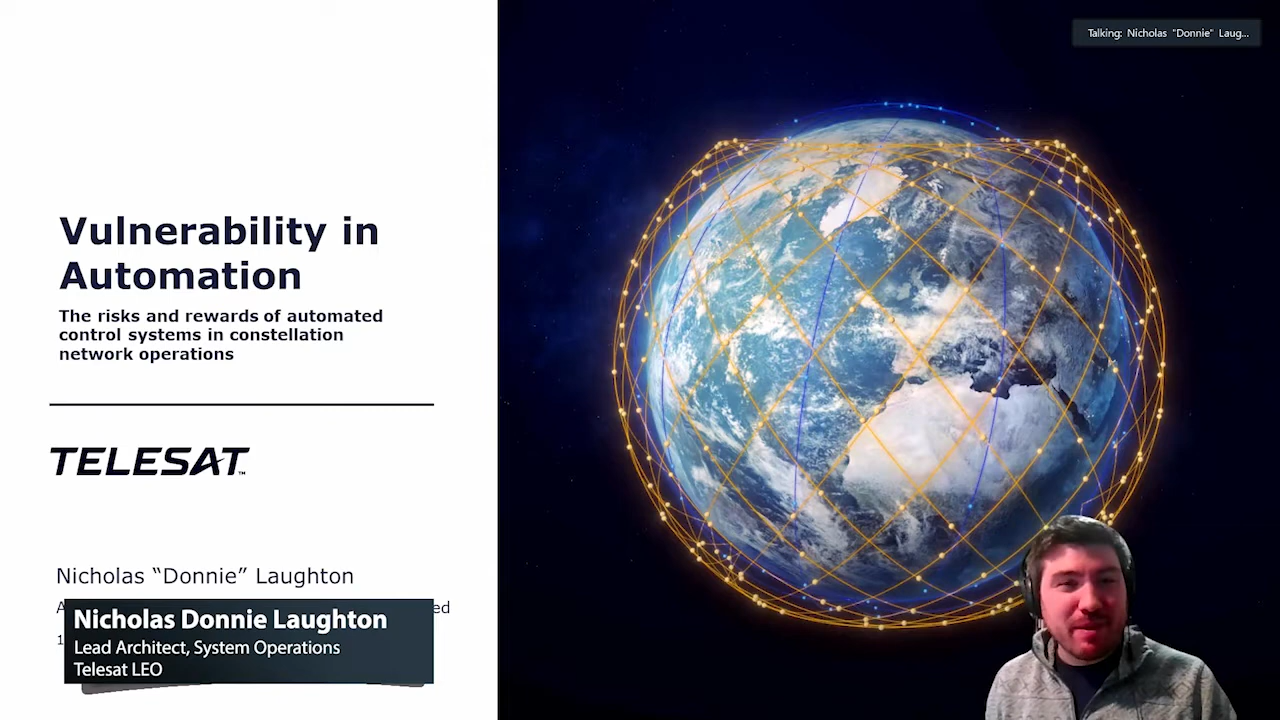 Talking: Nicholas "Donnie" Laug...
Vulnerability in
Automation
The risks and rewards of automated
control systems in constellation
network operations
TELESAT™
Nicholas “Donnie” Laughton
Nicholas Donnie Laughton
Lead Architect, System Operations
Telesat LEO